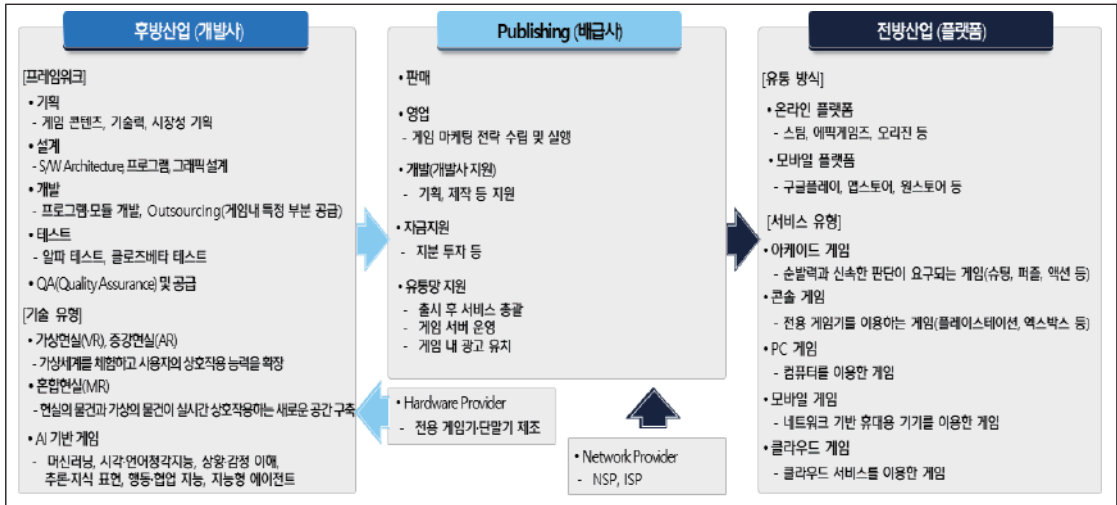 후방산업 (개발사)
[프레임워크]
• 기획
- 게임 콘텐츠, 기술력, 시장성 기획
• 설계
- S/W Architecture, 프로그램, 그래픽 설계
• 개발
- 프로그램·모듈 개발, Outsourcing(게임내 특정 부분 공급)
• 테스트
- 알파 테스트, 클로즈베타 테스트
• QA(Quality Assurance) 및 공급
[기술 유형]
• 가상현실(VR), 증강현실(AR)
- 가상세계를 체험하고 사용자의 상호작용 능력을 확장
• 혼합현실(MR)
- 현실의 물건과 가상의 물건이 실시간 상호작용하는 새로운 공간 구축
• AI 기반 게임
- 머신러닝, 시각·언어청각지능, 상황·감정 이해,
추론·지식 표현, 행동·협업 지능, 지능형 에이전트
Publishing (배급사)
• 판매
• 영업
- 게임 마케팅 전략 수립 및 실행
• 개발(개발사 지원)
- 기획, 제작 등 지원
• 자금지원
- 지분 투자 등
• 유통망 지원
- 출시 후 서비스 총괄
- 게임 서버 운영
- 게임 내 광고 유치
• Hardware Provider
- 전용 게임기·단말기 제조
• Network Provider
- NSP, ISP
전방산업 (플랫폼)
[유통 방식]
• 온라인 플랫폼
- 스팀, 에픽게임즈, 오리진 등
• 모바일 플랫폼
- 구글플레이, 앱스토어, 원스토어 등
[서비스 유형]
• 아케이드 게임
- 순발력과 신속한 판단이 요구되는 게임(슈팅, 퍼즐, 액션 등)
• 콘솔 게임
- 전용 게임기를 이용하는 게임(플레이스테이션, 엑스박스 등)
• PC 게임
- 컴퓨터를 이용한 게임
• 모바일 게임
- 네트워크 기반 휴대용 기기를 이용한 게임
• 클라우드 게임
- 클라우드 서비스를 이용한 게임